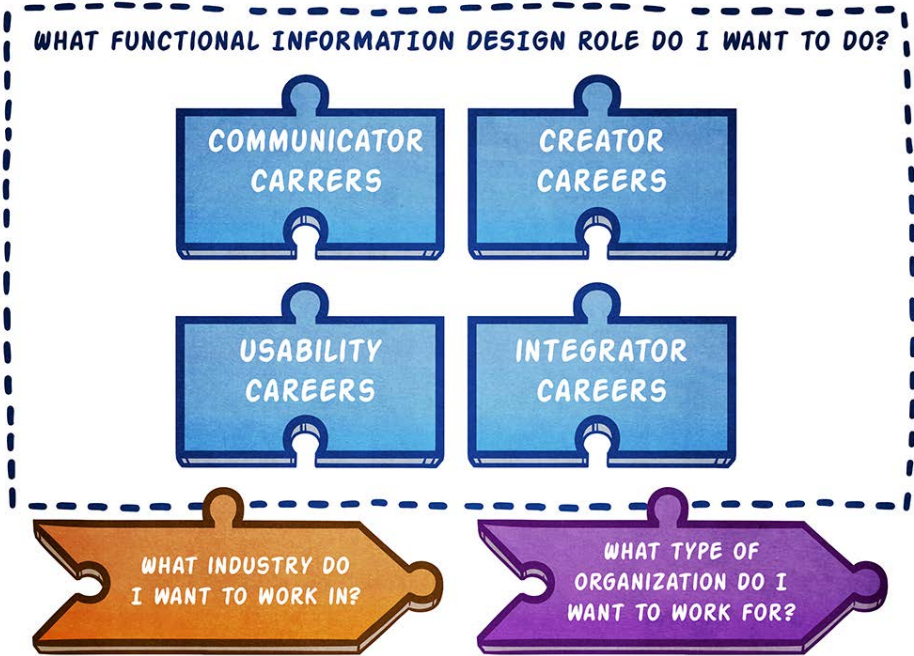 WHAT FUNCTIONAL INFORMATION DESIGN ROLE DO I WANT TO DO?
COMMUNICATOR
CARRERS
CREATOR
CAREERS
USABILITY
CAREERS
INTEGRATOR
CAREERS
WHAT INDUSTRY DO
I WANT TO WORK IN?
WHAT TYPE OF
ORGANIZATION DO I
WANT TO WORK FOR?